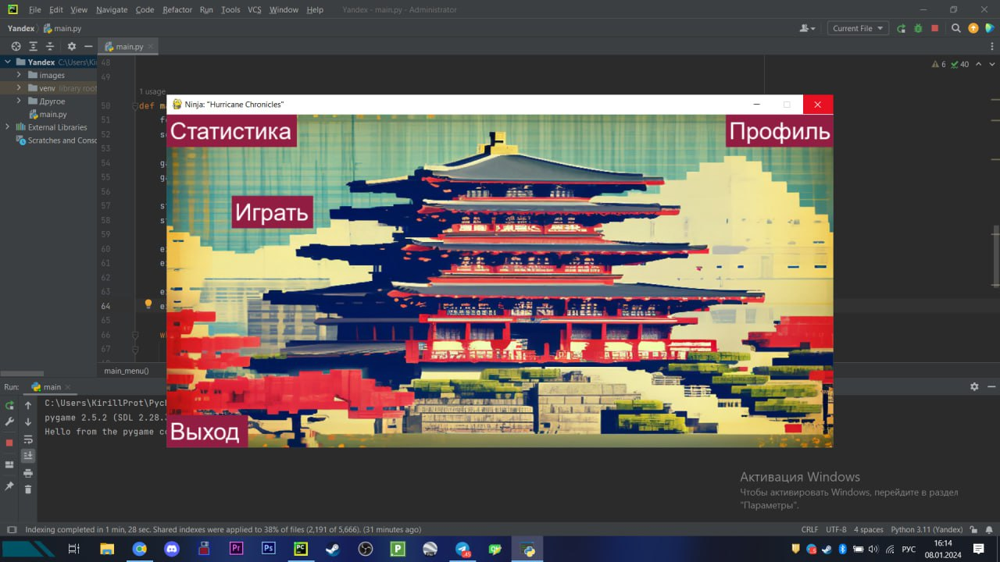 File Edit View Navigate Code Refactor Run Tools VCS Window Help Yandex - main.py - Administrator
Yandex main.py Current File
main.py
Yandex C:\Users\Ki
images
venv library root
Другое
main.py
External Libraries
Scratches and Consc
6 40
48
49
1 usage
50 def m
51
52
53
54
55
56
57
58
59
60
61
62
63
64
65
66
67
main_menu()
Ninja: "Hurricane Chronicles"
Статистика
Профиль
Играть
Выход
Run: main
C:\Users\KirillProt\Pyc
pygame 2.5.2 (SDL 2.28.
Hello from the pygame c
Активация Windows
Чтобы активировать Windows, перейдите в раздел
"Параметры".
Indexing completed in 1 min, 28 sec. Shared indexes were applied to 38% of files (2,191 of 5,666). (31 minutes ago) CRLF UTF-8 4 spaces Python 3.11 (Yandex)
РУС
16:14
08.01.2024